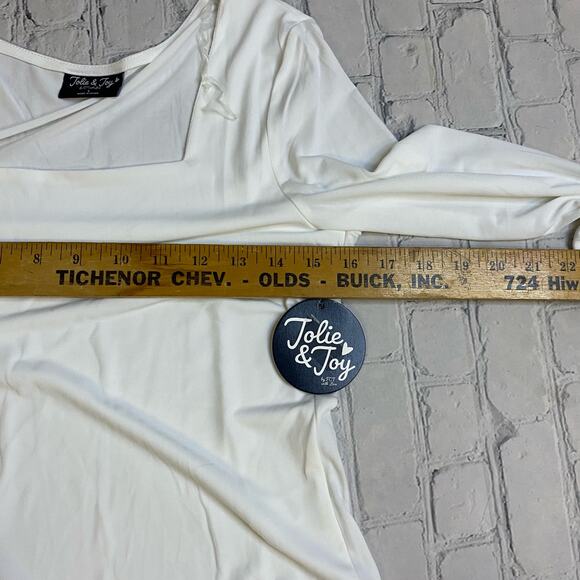 Jolie & Joy
8 9 10 11 12 13 14 15 16 17 18 19 20 21 22
TICHENOR CHEV. - OLDS - BUICK, INC. 724 Hiw
Jolie
& Joy